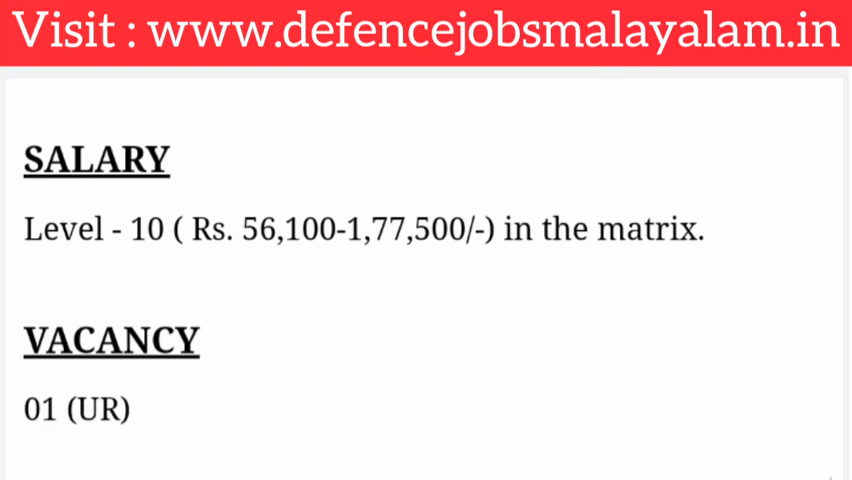 Visit : www.defencejobsmalayalam.in
SALARY
Level - 10 ( Rs. 56,100-1,77,500/-) in the matrix.
VACANCY
01 (UR)